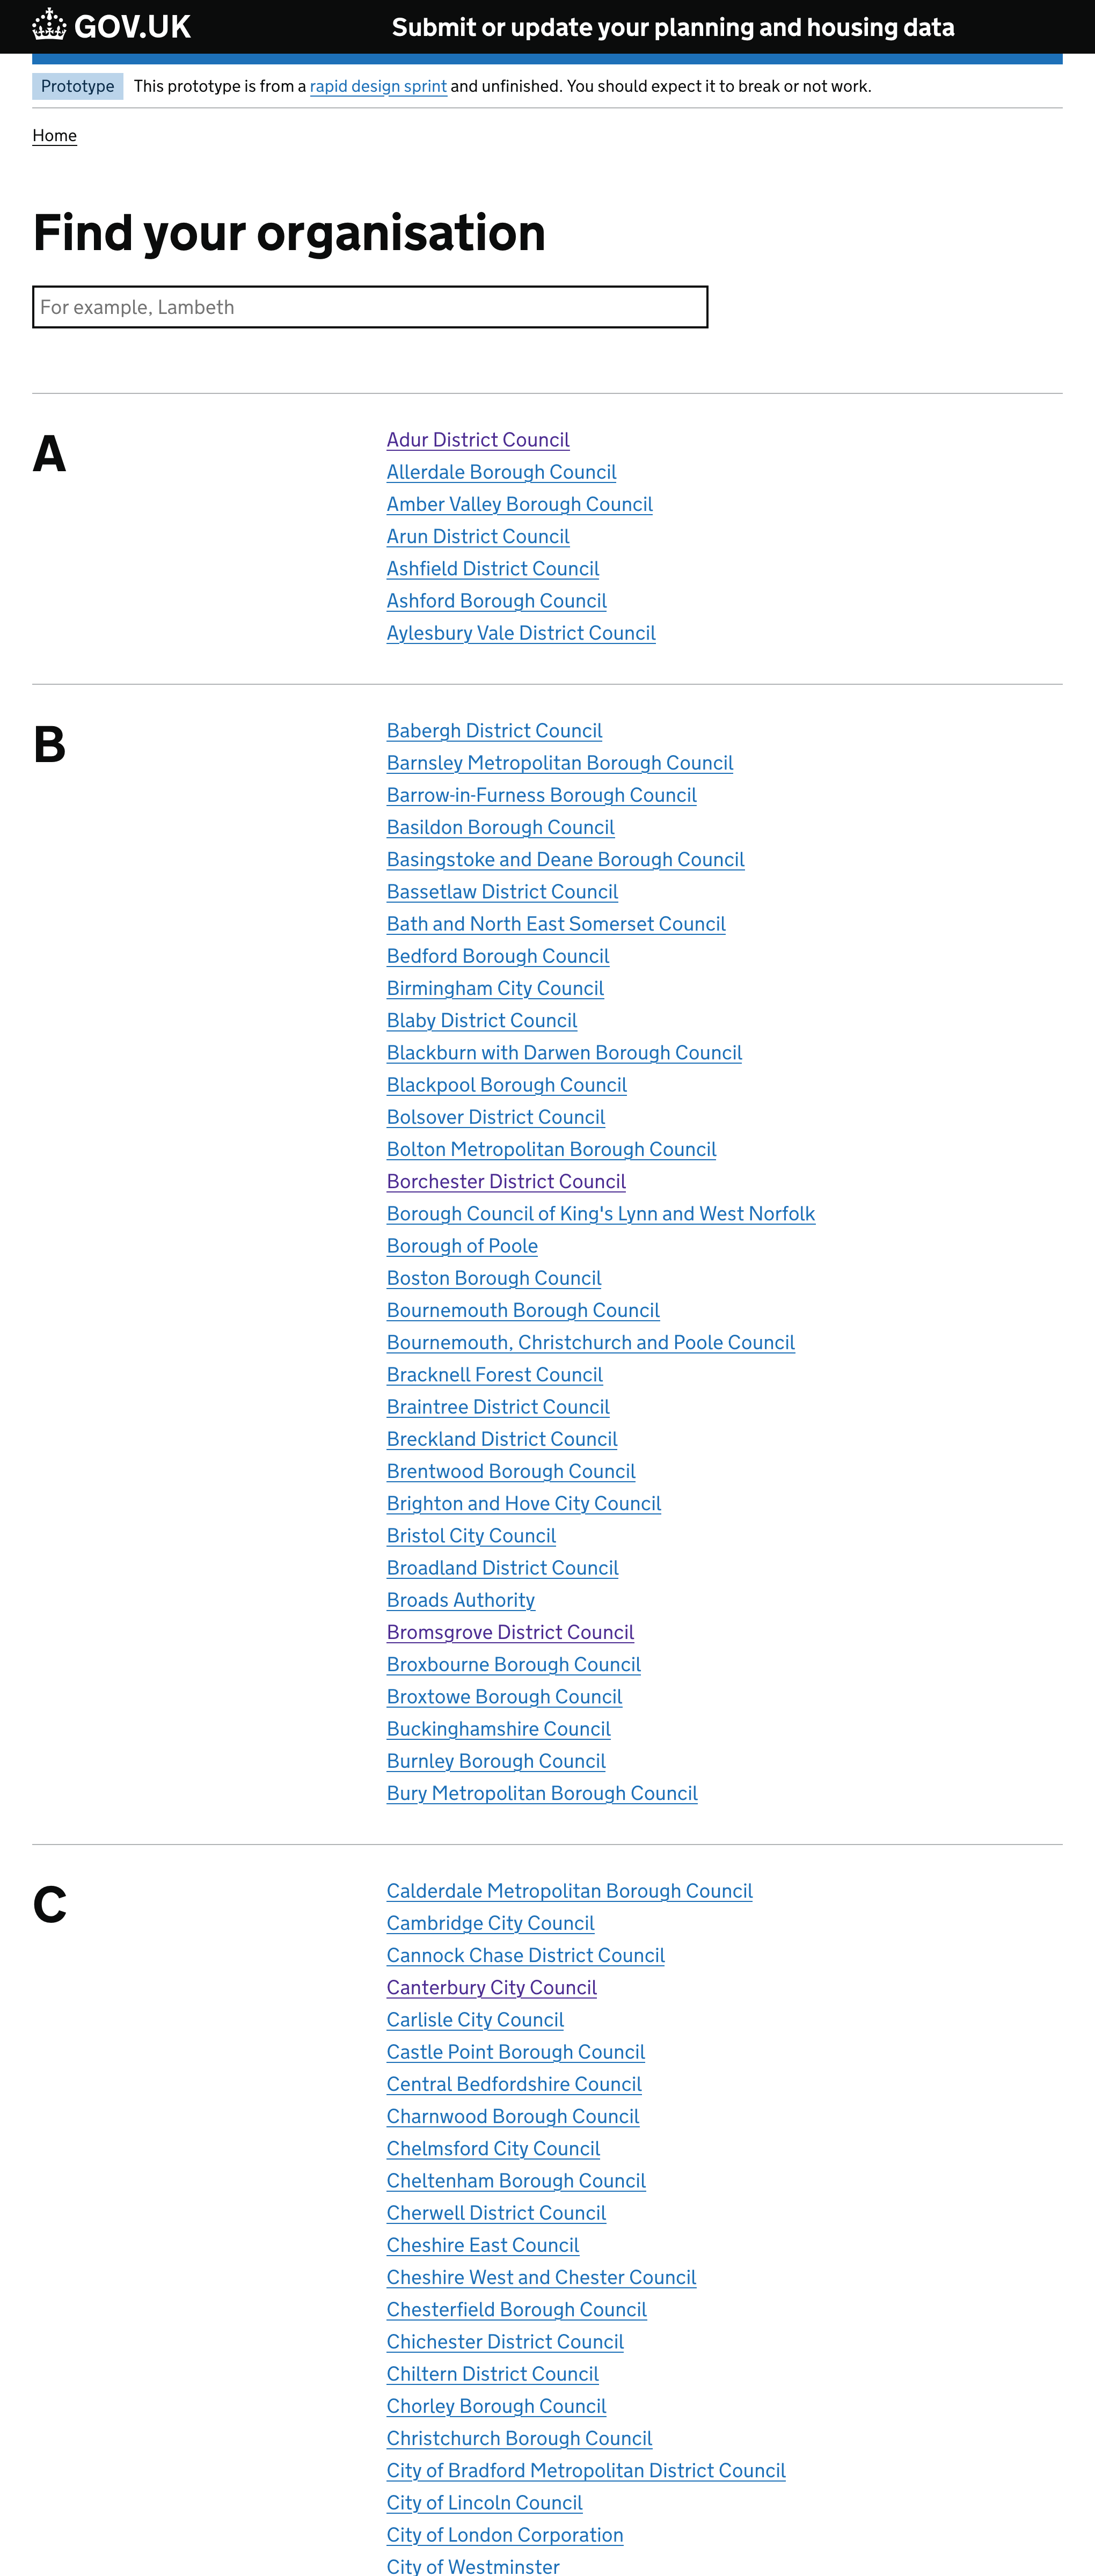 GOV.UK
Submit or update your planning and housing data
Prototype This prototype is from a rapid design sprint and unfinished. You should expect it to break or not work.
Home
Find your organisation
For example, Lambeth
A
Adur District Council
Allerdale Borough Council
Amber Valley Borough Council
Arun District Council
Ashfield District Council
Ashford Borough Council
Aylesbury Vale District Council
B
Babergh District Council
Barnsley Metropolitan Borough Council
Barrow-in-Furness Borough Council
Basildon Borough Council
Basingstoke and Deane Borough Council
Bassetlaw District Council
Bath and North East Somerset Council
Bedford Borough Council
Birmingham City Council
Blaby District Council
Blackburn with Darwen Borough Council
Blackpool Borough Council
Bolsover District Council
Bolton Metropolitan Borough Council
Borchester District Council
Borough Council of King's Lynn and West Norfolk
Borough of Poole
Boston Borough Council
Bournemouth Borough Council
Bournemouth, Christchurch and Poole Council
Bracknell Forest Council
Braintree District Council
Breckland District Council
Brentwood Borough Council
Brighton and Hove City Council
Bristol City Council
Broadland District Council
Broads Authority
Bromsgrove District Council
Broxbourne Borough Council
Broxtowe Borough Council
Buckinghamshire Council
Burnley Borough Council
Bury Metropolitan Borough Council
C
Calderdale Metropolitan Borough Council
Cambridge City Council
Cannock Chase District Council
Canterbury City Council
Carlisle City Council
Castle Point Borough Council
Central Bedfordshire Council
Charnwood Borough Council
Chelmsford City Council
Cheltenham Borough Council
Cherwell District Council
Cheshire East Council
Cheshire West and Chester Council
Chesterfield Borough Council
Chichester District Council
Chiltern District Council
Chorley Borough Council
Christchurch Borough Council
City of Bradford Metropolitan District Council
City of Lincoln Council
City of London Corporation
City of Westminster